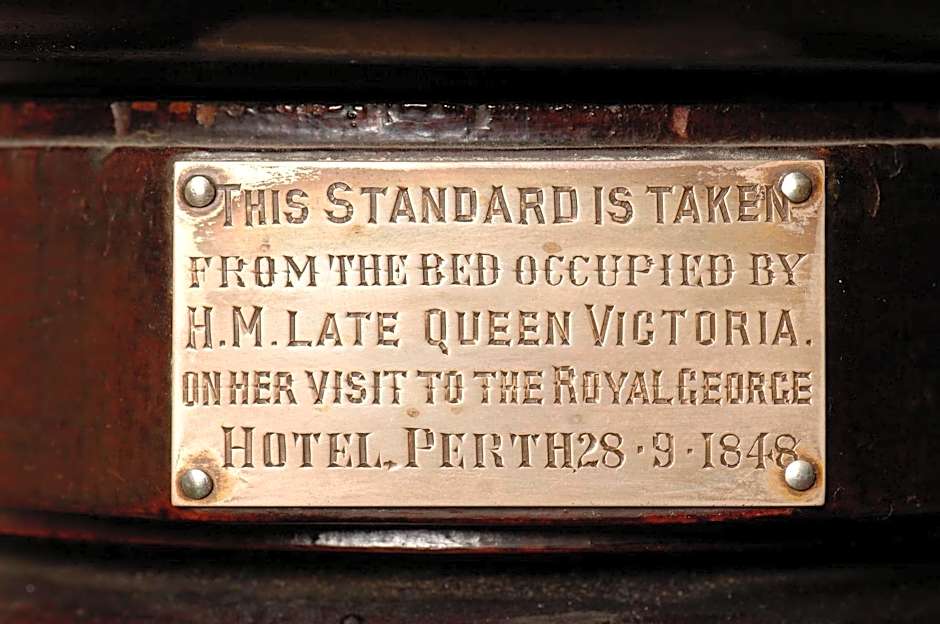 THIS STANDARD IS TAKEN
FROM THE BED OCCUPIED BY
H.M. LATE QUEEN VICTORIA.
ON HER VISIT TO THE ROYAL GEORGE
HOTEL, PERTH, 28 · 9 · 1848